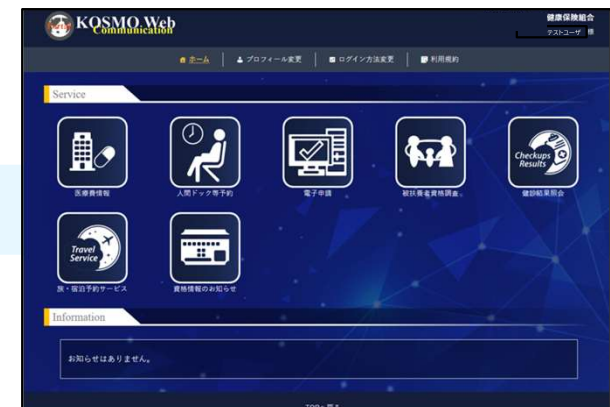 KOSMO Web
Communication
健康保険組合
テストユーザ 様
ホーム
プロフィール変更
ログイン方法変更
利用規約
Service
Checkups
Results
医療費情報
人間ドック等予約
電子申請
被扶養者資格調査
健診結果照会
Travel
Service
旅・宿泊予約サービス
資格情報のお知らせ
Information
お知らせはありません。